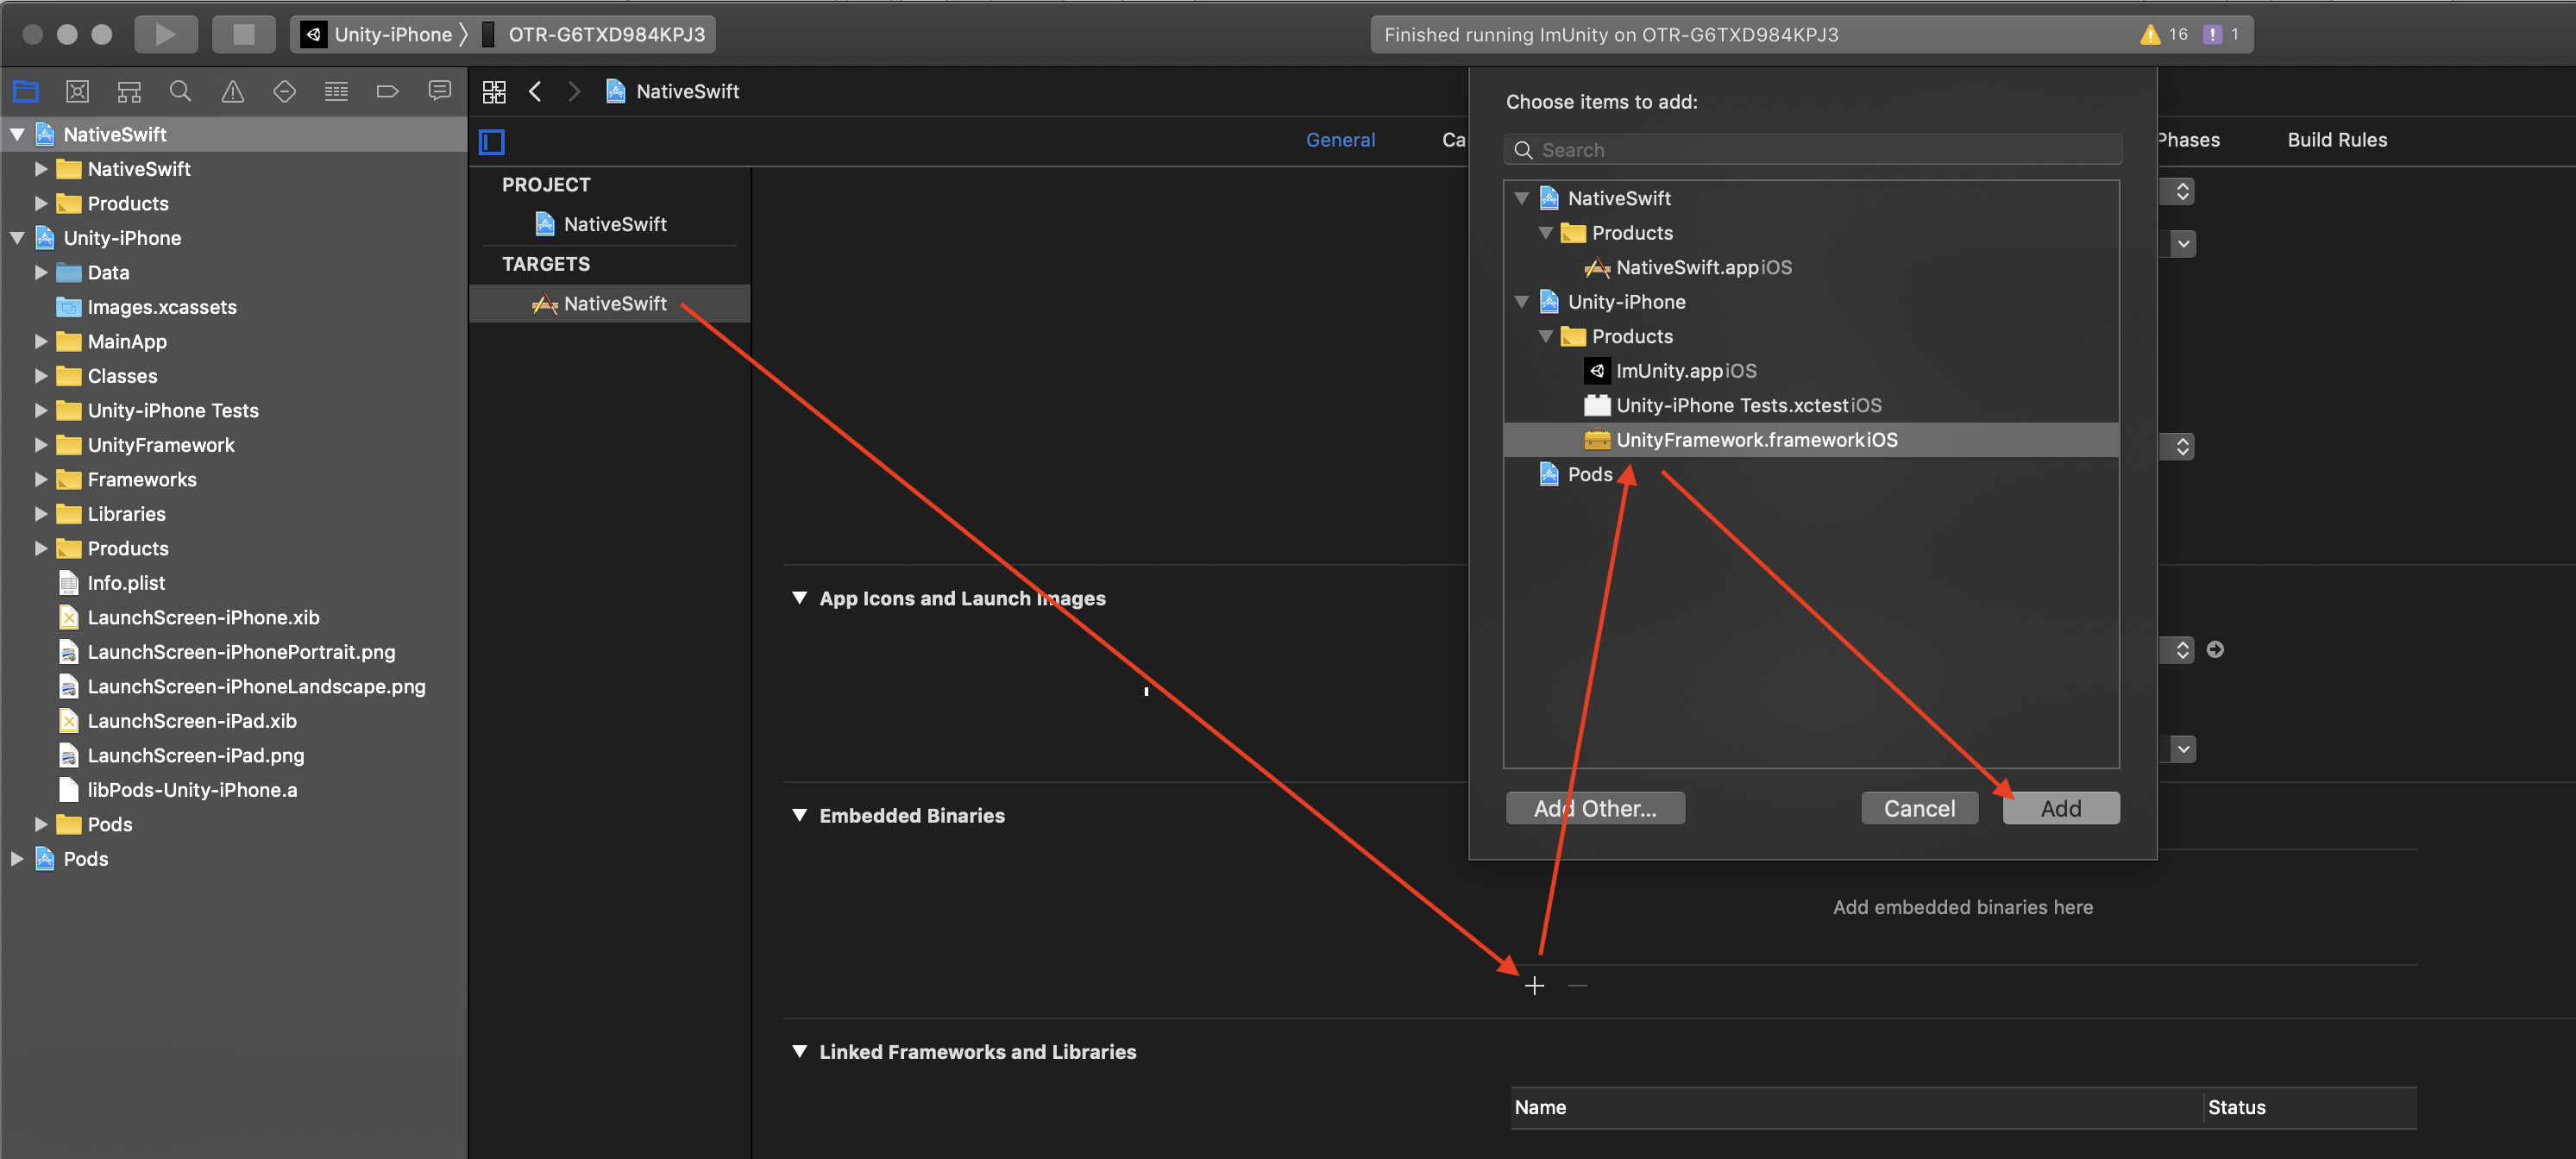 Unity-iPhone
OTR-G6TXD984KPJ3
Finished running ImUnity on OTR-G6TXD984KPJ3
16
1
NativeSwift
NativeSwift
Products
Unity-iPhone
Data
Images.xcassets
MainApp
Classes
Unity-iPhone Tests
UnityFramework
Frameworks
Libraries
Products
Info.plist
LaunchScreen-iPhone.xib
LaunchScreen-iPhonePortrait.png
LaunchScreen-iPhoneLandscape.png
LaunchScreen-iPad.xib
LaunchScreen-iPad.png
libPods-Unity-iPhone.a
Pods
Pods
NativeSwift
General
Ca
Phases
Build Rules
PROJECT
NativeSwift
TARGETS
NativeSwift
Choose items to add:
Search
NativeSwift
Products
NativeSwift.app iOS
Unity-iPhone
Products
ImUnity.app iOS
Unity-iPhone Tests.xctest iOS
UnityFramework.framework iOS
Pods
Add Other...
Cancel
Add
App Icons and Launch Images
Embedded Binaries
Add embedded binaries here
Linked Frameworks and Libraries
Name
Status